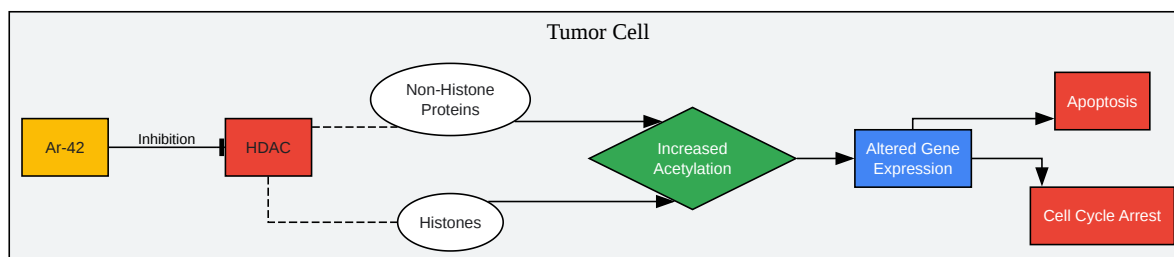 Tumor Cell
Non-Histone
Proteins
Apoptosis
Ar-42
Inhibition
HDAC
Increased
Acetylation
Altered Gene
Expression
Histones
Cell Cycle Arrest